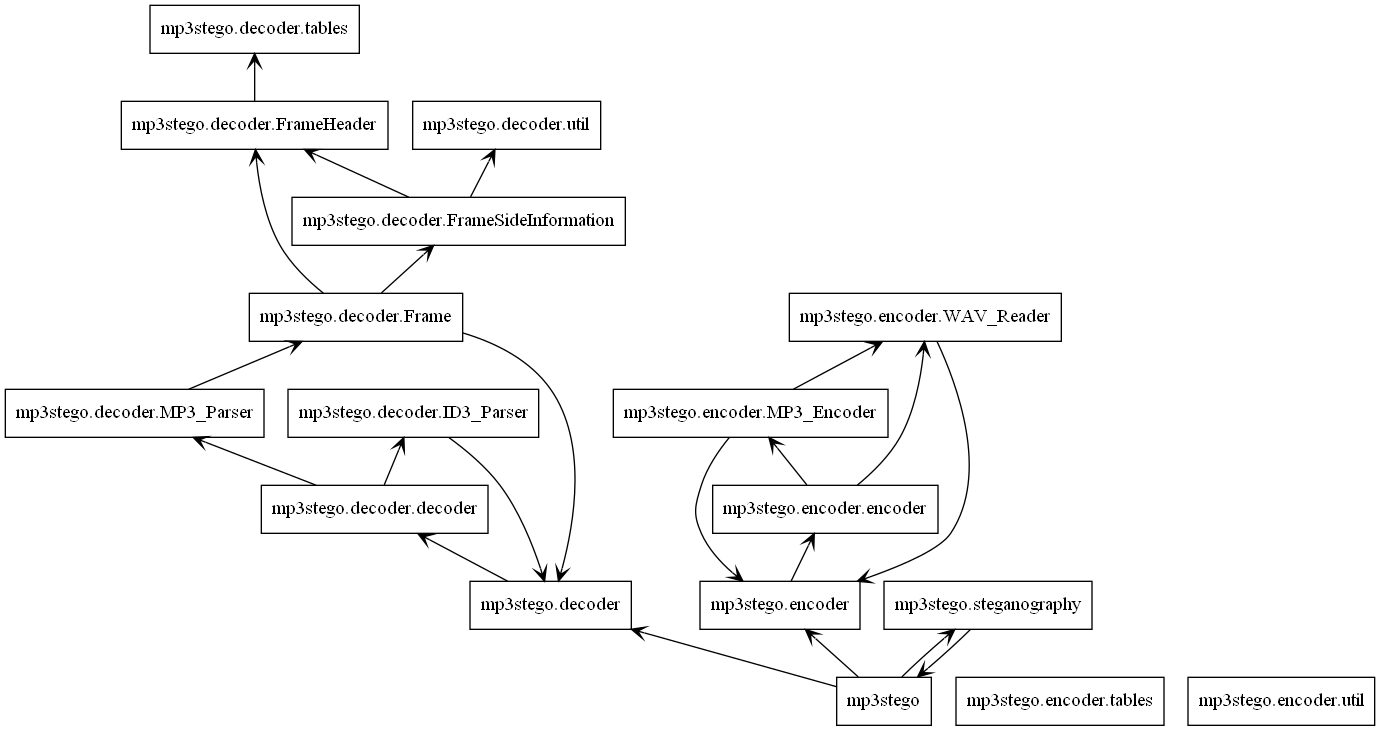 mp3stego.decoder.tables
mp3stego.decoder.FrameHeader
mp3stego.decoder.util
mp3stego.decoder.FrameSideInformation
mp3stego.decoder.Frame
mp3stego.encoder.WAV_Reader
mp3stego.decoder.MP3_Parser
mp3stego.decoder.ID3_Parser
mp3stego.encoder.MP3_Encoder
mp3stego.decoder.decoder
mp3stego.encoder.encoder
mp3stego.decoder
mp3stego.encoder
mp3stego.steganography
mp3stego
mp3stego.encoder.tables
mp3stego.encoder.util